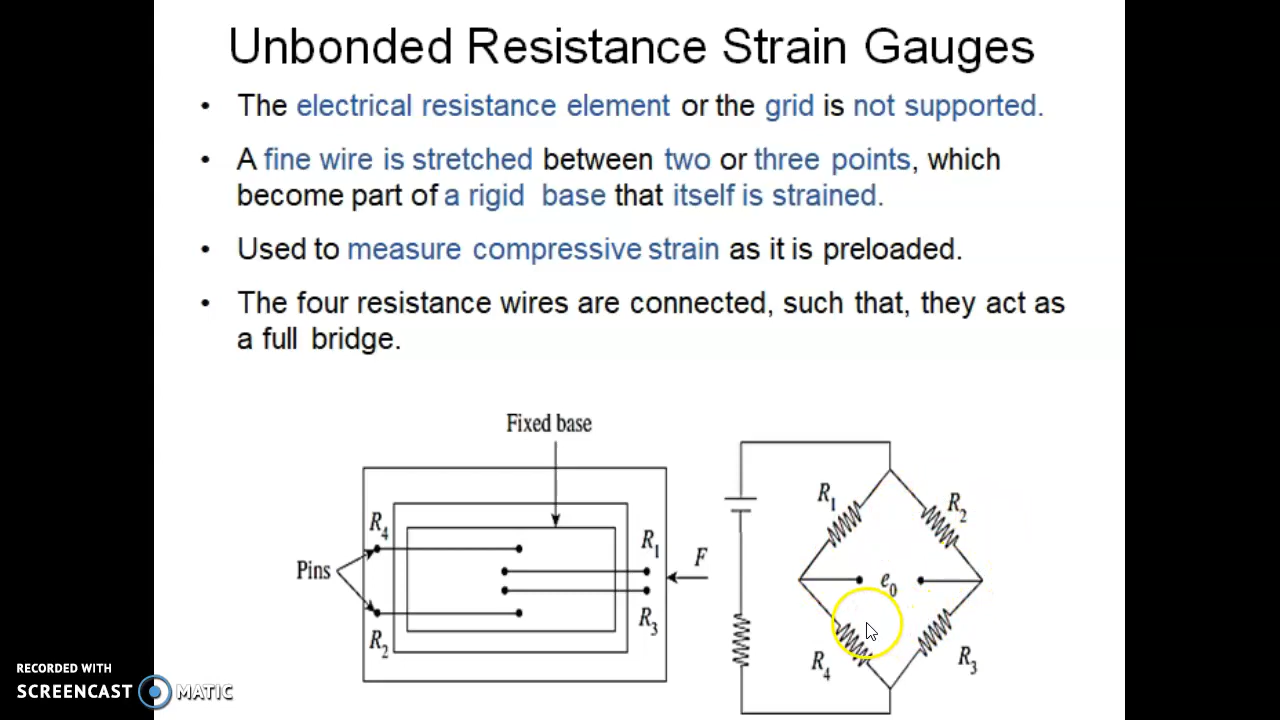 Unbonded Resistance Strain Gauges
• The electrical resistance element or the grid is not supported.
• A fine wire is stretched between two or three points, which
become part of a rigid base that itself is strained.
• Used to measure compressive strain as it is preloaded.
• The four resistance wires are connected, such that, they act as
a full bridge.
Fixed base
R4
R1
Pins
F
R3
R2
R1
R2
e0
R4
R3
RECORDED WITH
SCREENCAST MATIC